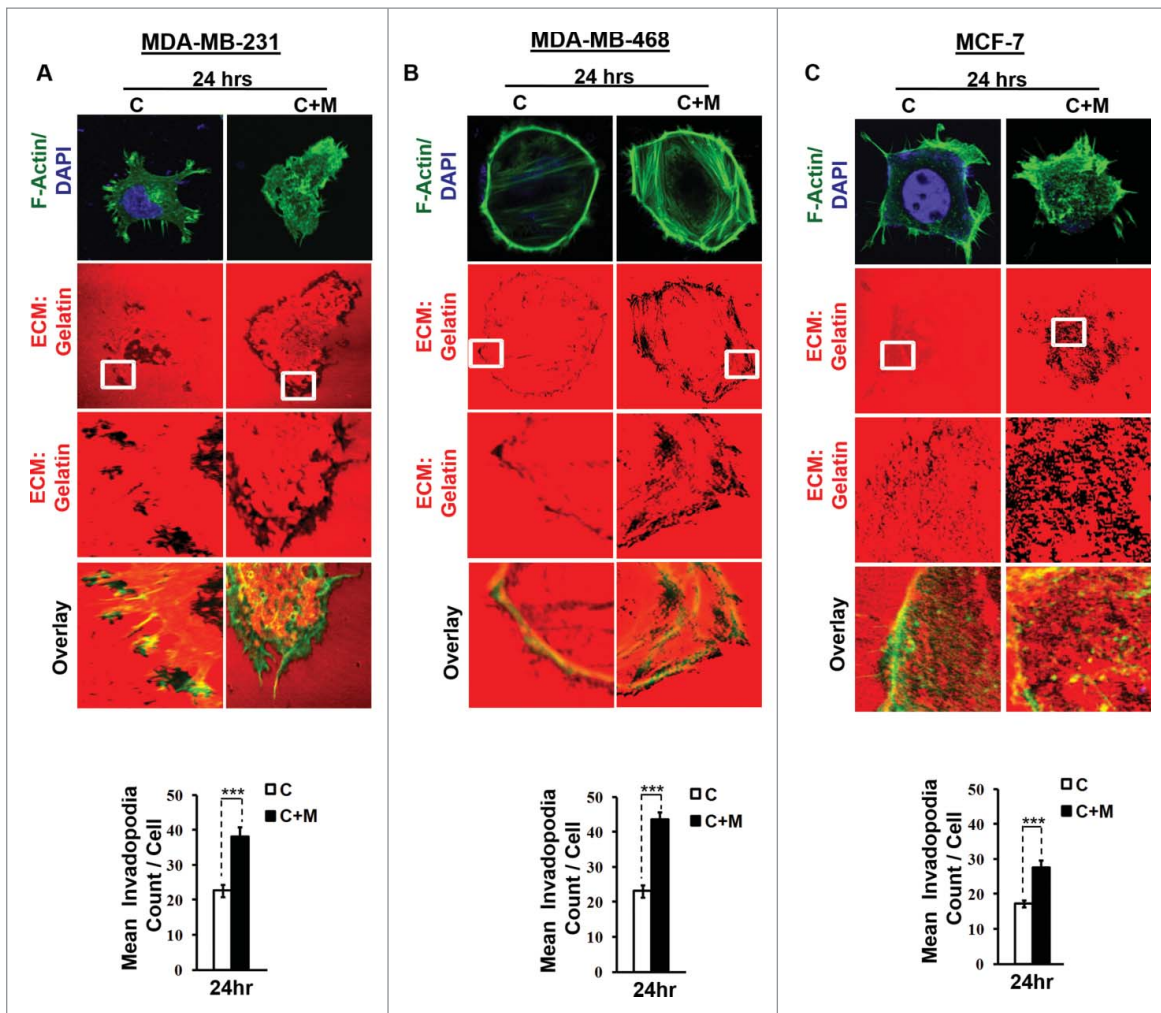 MDA-MB-231
A
24 hrs
C
C+M
F-Actin/
DAPI
ECM:
Gelatin
ECM:
Gelatin
Overlay
50
40
30
20
10
0
Mean Invadopodia
Count / Cell
***
C
C+M
24hr
MDA-MB-468
B
24 hrs
C
C+M
F-Actin/
DAPI
ECM:
Gelatin
ECM:
Gelatin
Overlay
50
40
30
20
10
0
Mean Invadopodia
Count / Cell
***
C
C+M
24hr
MCF-7
C
24 hrs
C
C+M
F-Actin/
DAPI
ECM:
Gelatin
ECM:
Gelatin
Overlay
50
40
30
20
10
0
Mean Invadopodia
Count / Cell
***
C
C+M
24hr